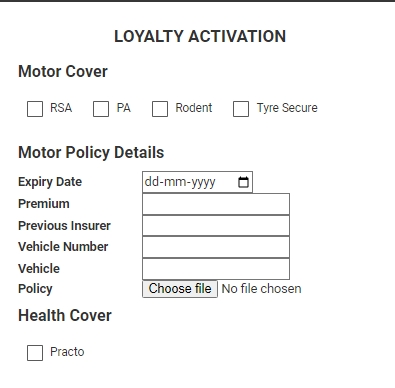 LOYALTY ACTIVATION
Motor Cover
RSA PA Rodent Tyre Secure
Motor Policy Details
Expiry Date dd-mm-yyyy
Premium
Previous Insurer
Vehicle Number
Vehicle
Policy Choose file No file chosen
Health Cover
Practo